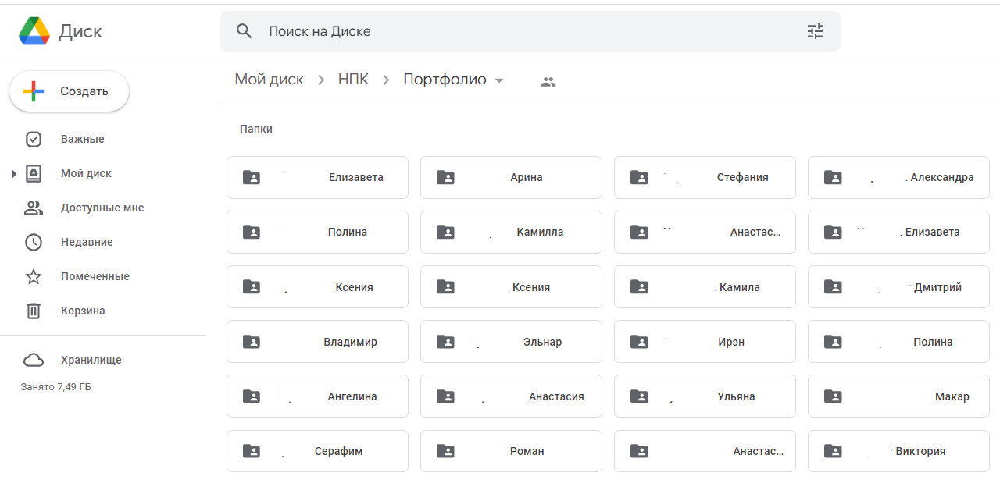 Диск
Поиск на Диске
Создать
Важные
Мой диск
Доступные мне
Недавние
Помеченные
Корзина
Хранилище
Занято 7,49 ГБ
Мой диск НПК Портфолио
Папки
Елизавета Арина Стефания Александра
Полина Камилла Анастас... Елизавета
Ксения Ксения Камила Дмитрий
Владимир Эльнар Ирэн Полина
Ангелина Анастасия Ульяна Макар
Серафим Роман Анастас... Виктория